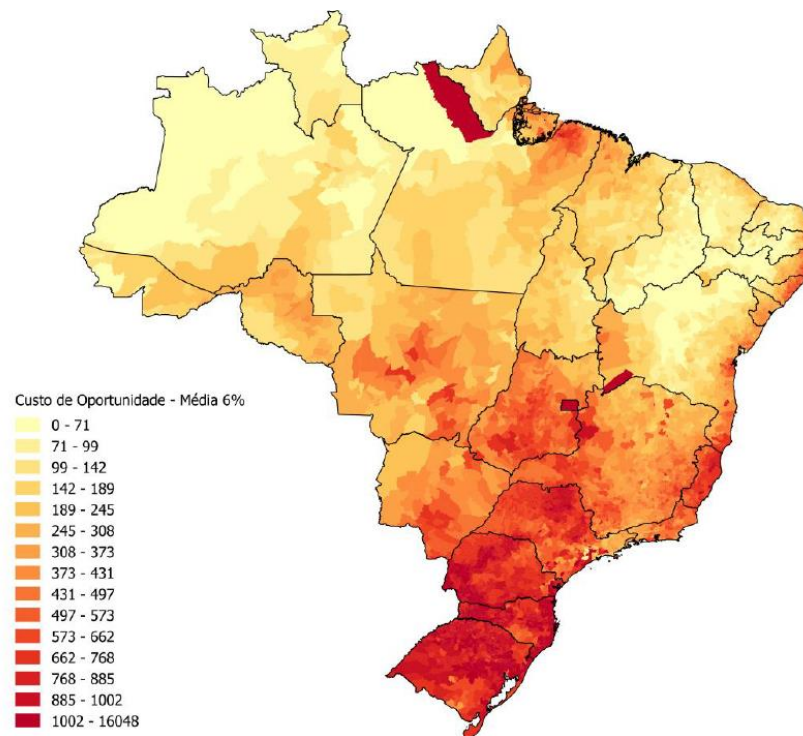 Custo de Oportunidade - Média 6%
0 - 71
71 - 99
99 - 142
142 - 189
189 - 245
245 - 308
308 - 373
373 - 431
431 - 497
497 - 573
573 - 662
662 - 768
768 - 885
885 - 1002
1002 - 16048